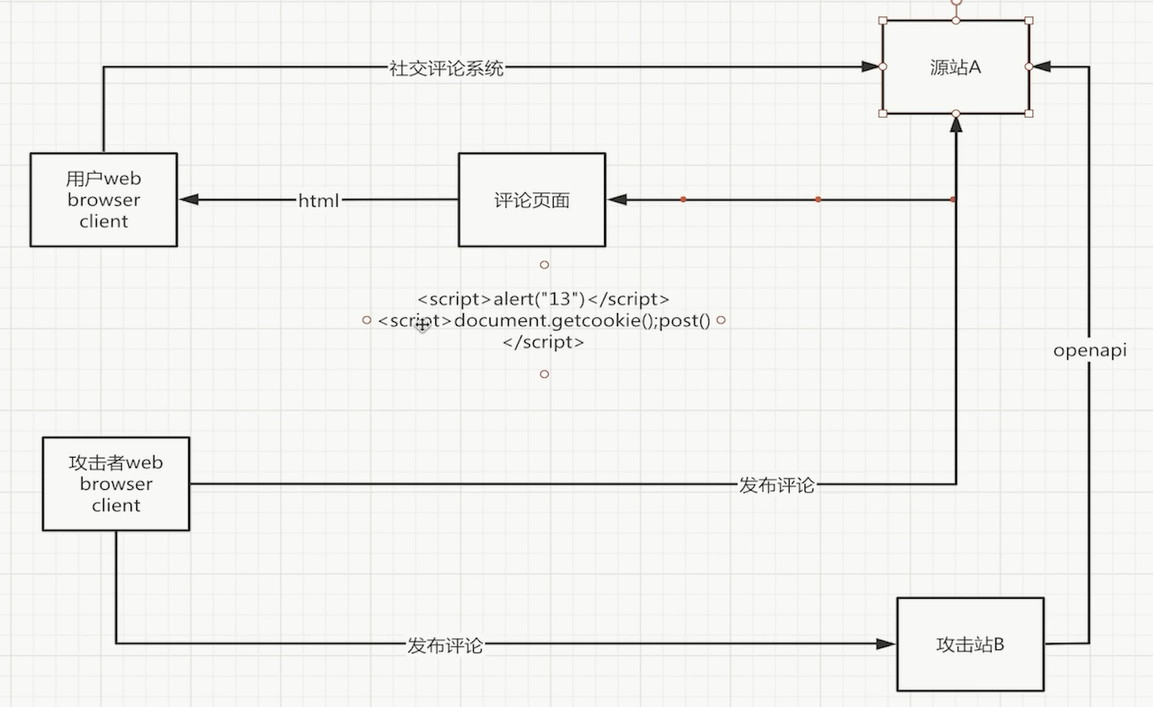 社交评论系统
源站A
用户web
browser
client
html
评论页面
<script>alert("13")</script>
<script>document.getcookie();post()
</script>
openapi
攻击者web
browser
client
发布评论
发布评论
攻击站B